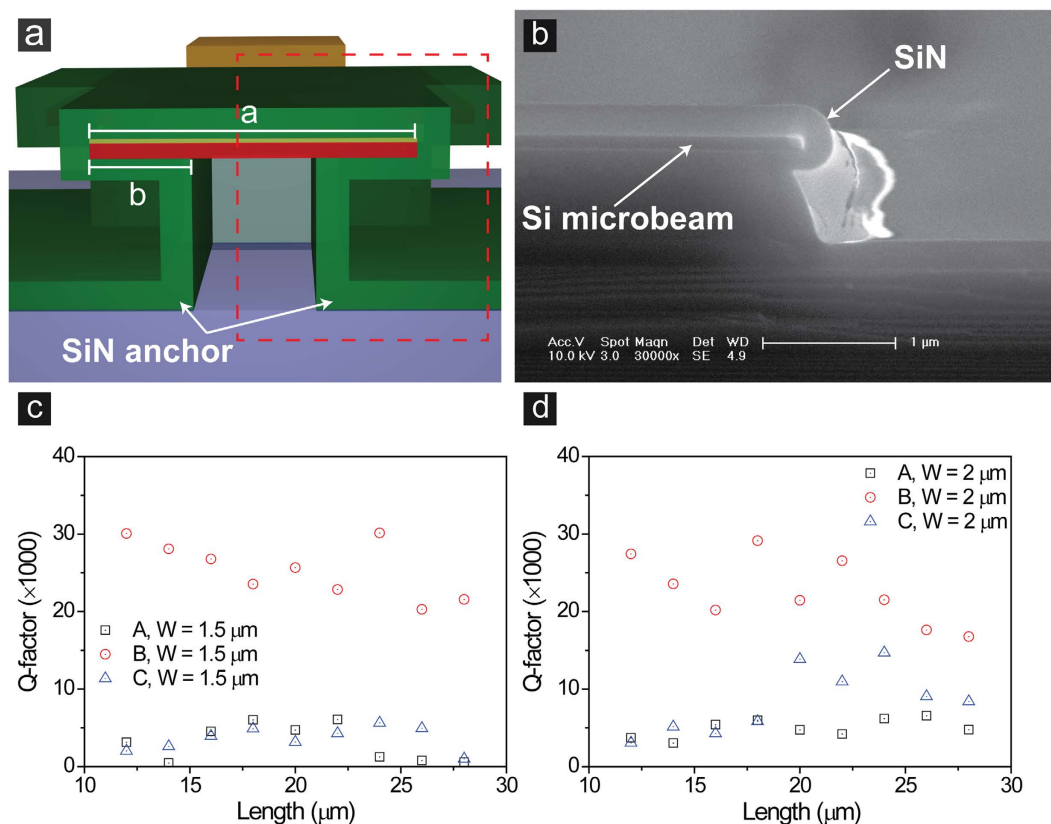 a
a
b
SiN anchor
b
SiN
Si microbeam
Acc.V Spot Magn Det WD
10.0 kV 3.0 30000x SE 4.9
1 µm
c
40
30
20
10
0
Q-factor (×1000)
A, W = 1.5 µm
B, W = 1.5 µm
C, W = 1.5 µm
10 15 20 25 30
Length (µm)
d
40
30
20
10
0
Q-factor (×1000)
A, W = 2 µm
B, W = 2 µm
C, W = 2 µm
10 15 20 25 30
Length (µm)